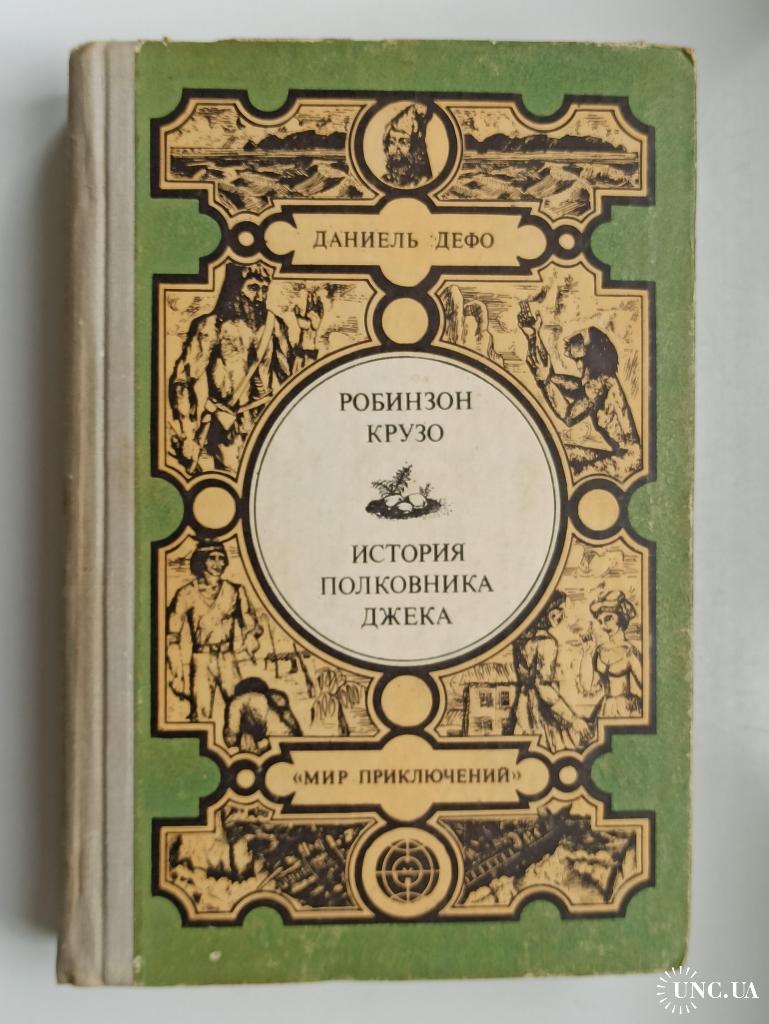 ДАНИЕЛЬ ДЕФО
РОБИНЗОН
КРУЗО
ИСТОРИЯ
ПОЛКОВНИКА
ДЖЕКА
«МИР ПРИКЛЮЧЕНИЙ»
UNC.UA